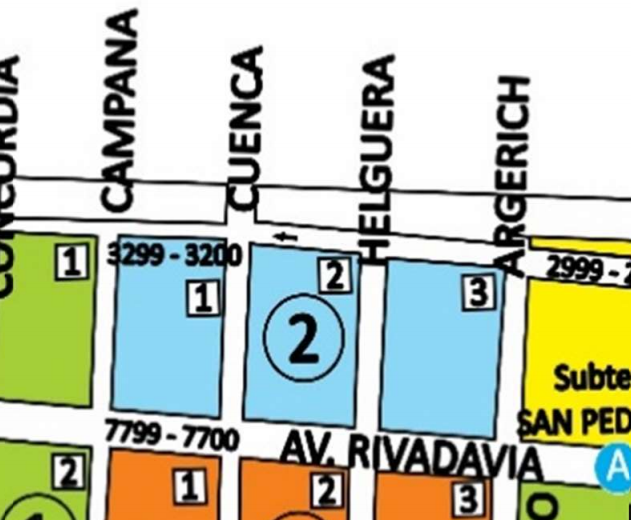 CONCORDIA
CAMPANA
CUENCA
HELGUERA
ARGERICH
1
3299 - 3200
1
2
2
3
2999 - 2
Subte
SAN PED
7799 - 7700
AV. RIVADAVIA
A
2
1
2
3
O